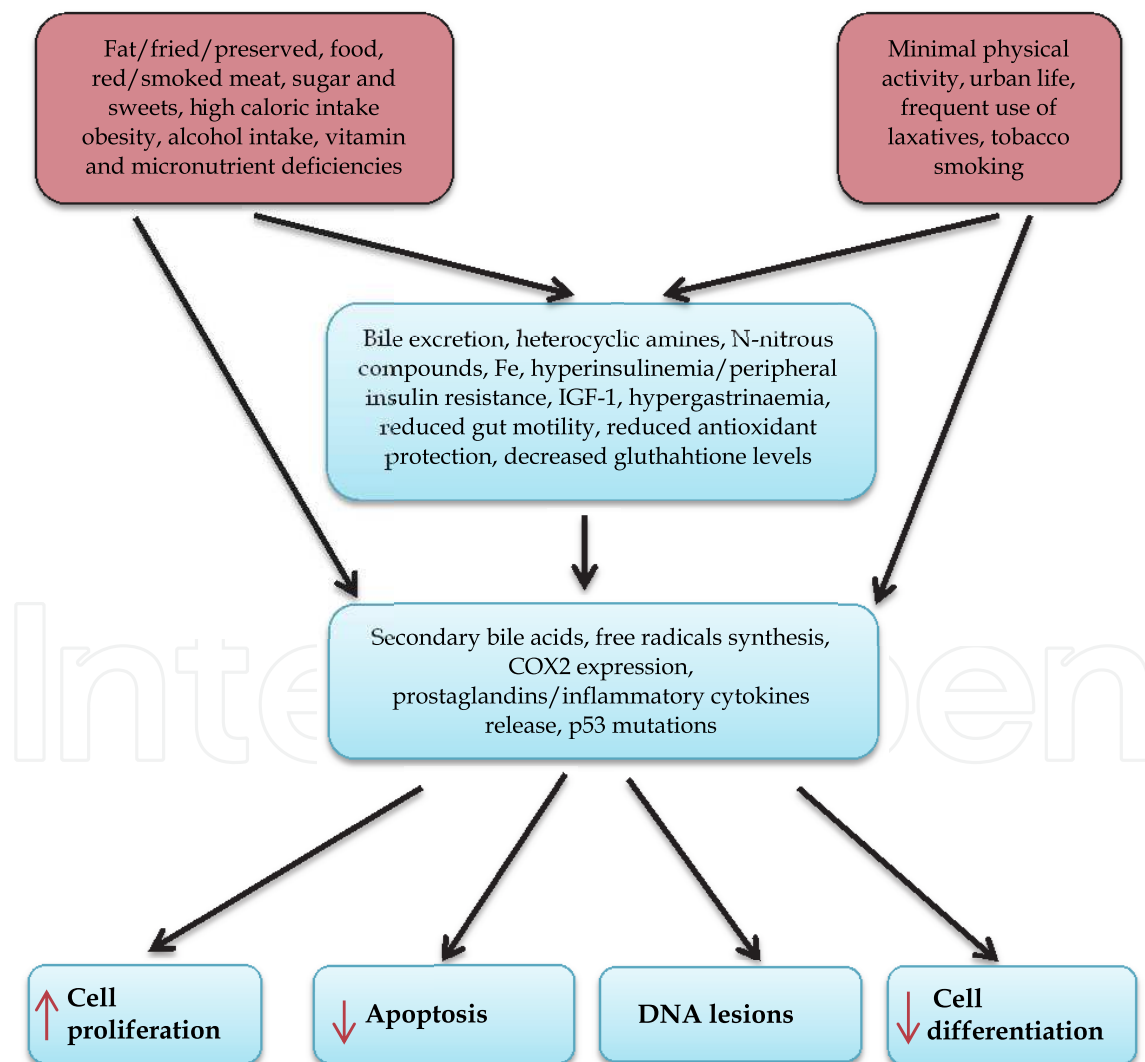 Fat/fried/preserved, food,
red/smoked meat, sugar and
sweets, high caloric intake
obesity, alcohol intake, vitamin
and micronutrient deficiencies
Minimal physical
activity, urban life,
frequent use of
laxatives, tobacco
smoking
Bile excretion, heterocyclic amines, N-nitrous
compounds, Fe, hyperinsulinemia/peripheral
insulin resistance, IGF-1, hypergastrinaemia,
reduced gut motility, reduced antioxidant
protection, decreased gluthahtione levels
Secondary bile acids, free radicals synthesis,
COX2 expression,
prostaglandins/inflammatory cytokines
release, p53 mutations
Cell
proliferation
Apoptosis
DNA lesions
Cell
differentiation